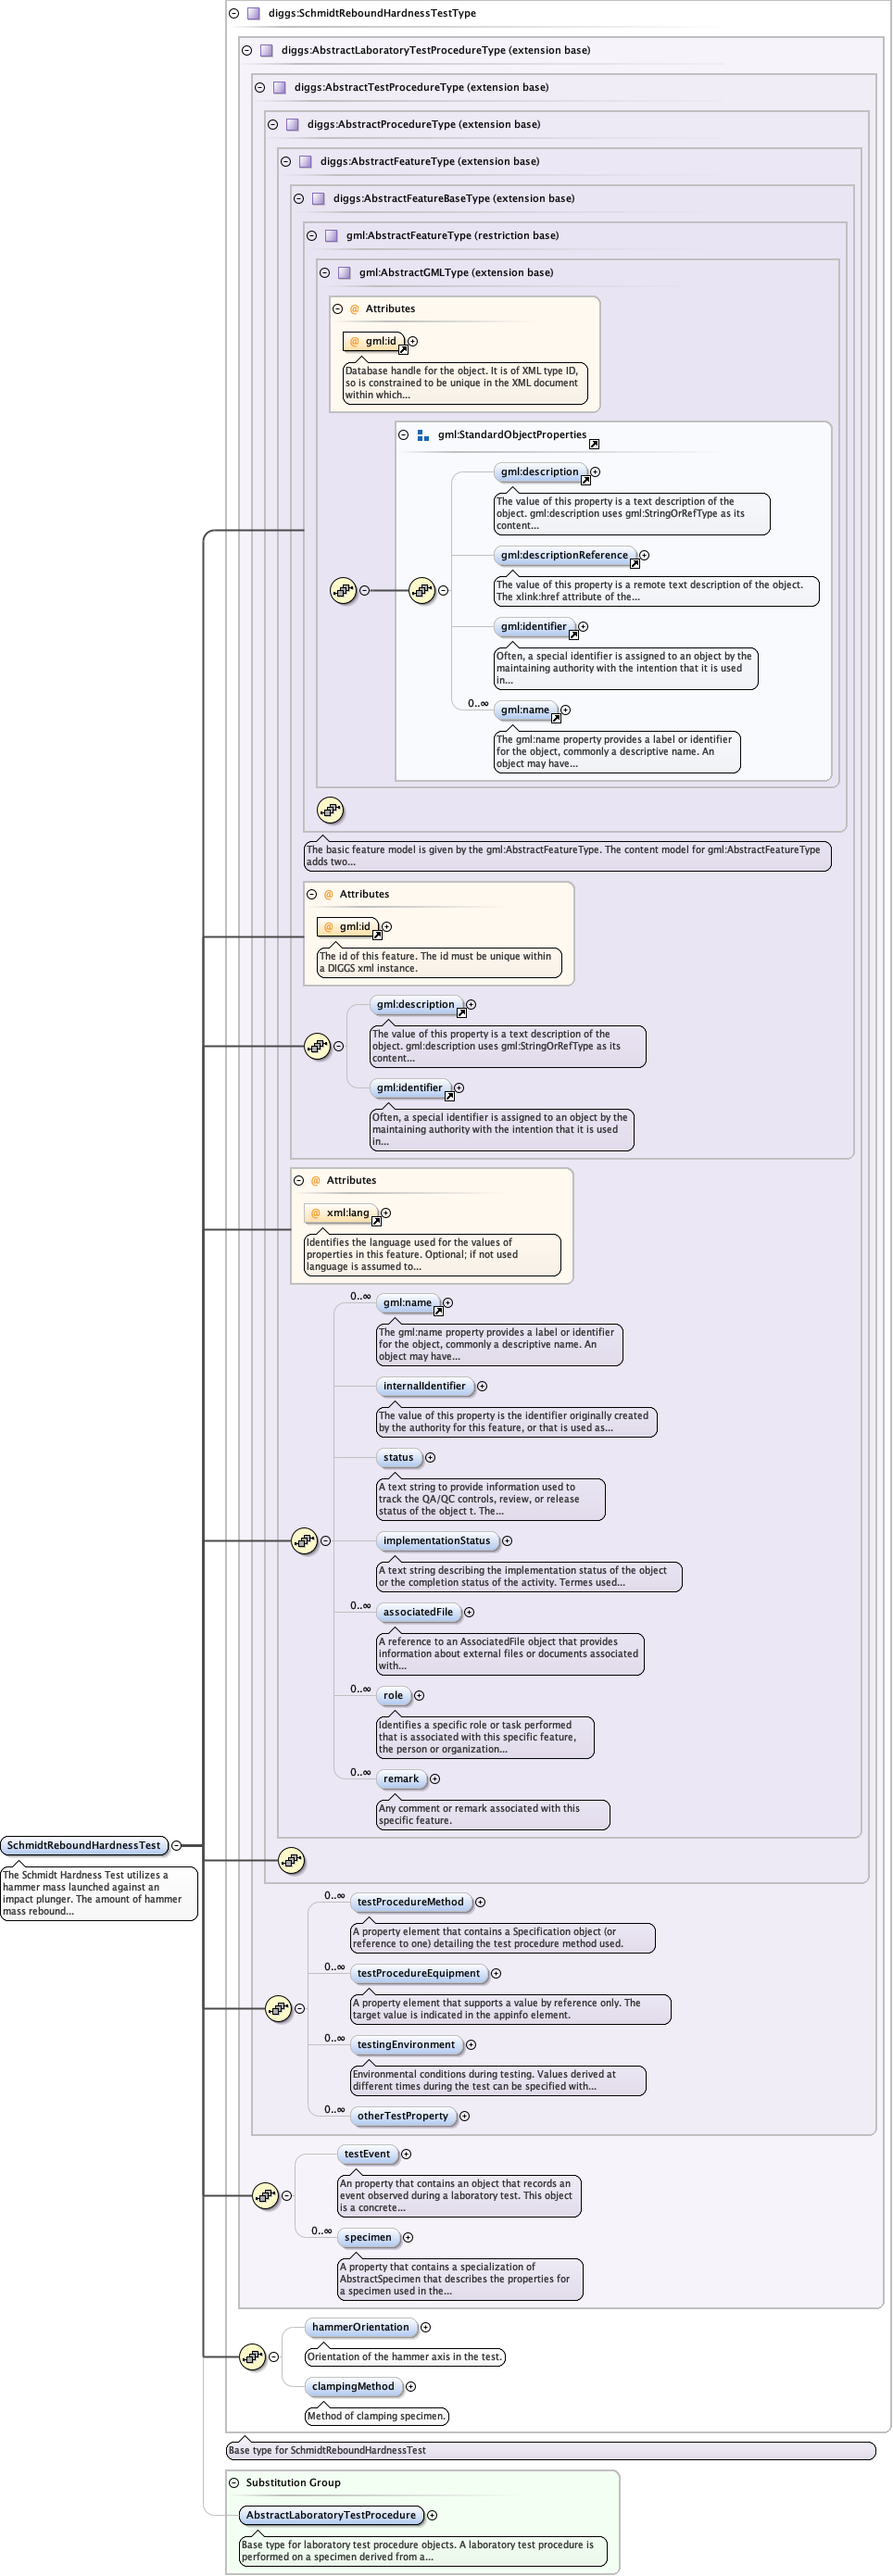 diggs:SchmidtReboundHardnessTestType
diggs:AbstractLaboratoryTestProcedureType (extension base)
diggs:AbstractTestProcedureType (extension base)
diggs:AbstractProcedureType (extension base)
diggs:AbstractFeatureType (extension base)
diggs:AbstractFeatureBaseType (extension base)
gml:AbstractFeatureType (restriction base)
gml:AbstractGMLType (extension base)
@ Attributes
@ gml:id
Database handle for the object. It is of XML type ID,
so is constrained to be unique in the XML document
within which...
gml:StandardObjectProperties
gml:description
The value of this property is a text description of the
object. gml:description uses gml:StringOrRefType as its
content...
gml:descriptionReference
The value of this property is a remote text description of the object.
The xlink:href attribute of the...
gml:identifier
Often, a special identifier is assigned to an object by the
maintaining authority with the intention that it is used
in...
0..∞ gml:name
The gml:name property provides a label or identifier
for the object, commonly a descriptive name. An
object may have...
The basic feature model is given by the gml:AbstractFeatureType. The content model for gml:AbstractFeatureType
adds two...
@ Attributes
@ gml:id
The id of this feature. The id must be unique within
a DIGGS xml instance.
gml:description
The value of this property is a text description of the
object. gml:description uses gml:StringOrRefType as its
content...
gml:identifier
Often, a special identifier is assigned to an object by the
maintaining authority with the intention that it is used
in...
@ Attributes
@ xml:lang
Identifies the language used for the values of
properties in this feature. Optional; if not used
language is assumed to...
0..∞ gml:name
The gml:name property provides a label or identifier
for the object, commonly a descriptive name. An
object may have...
internalIdentifier
The value of this property is the identifier originally created
by the authority for this feature, or that is used as...
status
A text string to provide information used to
track the QA/QC controls, review, or release
status of the object t. The...
implementationStatus
A text string describing the implementation status of the object
or the completion status of the activity. Termes used...
0..∞ associatedFile
A reference to an AssociatedFile object that provides
information about external files or documents associated
with...
0..∞ role
Identifies a specific role or task performed
that is associated with this specific feature,
the person or organization...
0..∞ remark
Any comment or remark associated with this
specific feature.
SchmidtReboundHardnessTest
The Schmidt Hardness Test utilizes a
hammer mass launched against an
impact plunger. The amount of hammer
mass rebound...
0..∞ testProcedureMethod
A property element that contains a Specification object (or
reference to one) detailing the test procedure method used.
0..∞ testProcedureEquipment
A property element that supports a value by reference only. The
target value is indicated in the appinfo element.
0..∞ testingEnvironment
Environmental conditions during testing. Values derived at
different times during the test can be specified with...
0..∞ otherTestProperty
testEvent
An property that contains an object that records an
event observed during a laboratory test. This object
is a concrete...
0..∞ specimen
A property that contains a specialization of
AbstractSpecimen that describes the properties for
a specimen used in the...
hammerOrientation
Orientation of the hammer axis in the test.
clampingMethod
Method of clamping specimen.
Base type for SchmidtReboundHardnessTest
Substitution Group
AbstractLaboratoryTestProcedure
Base type for laboratory test procedure objects. A laboratory test procedure is
performed on a specimen derived from a...